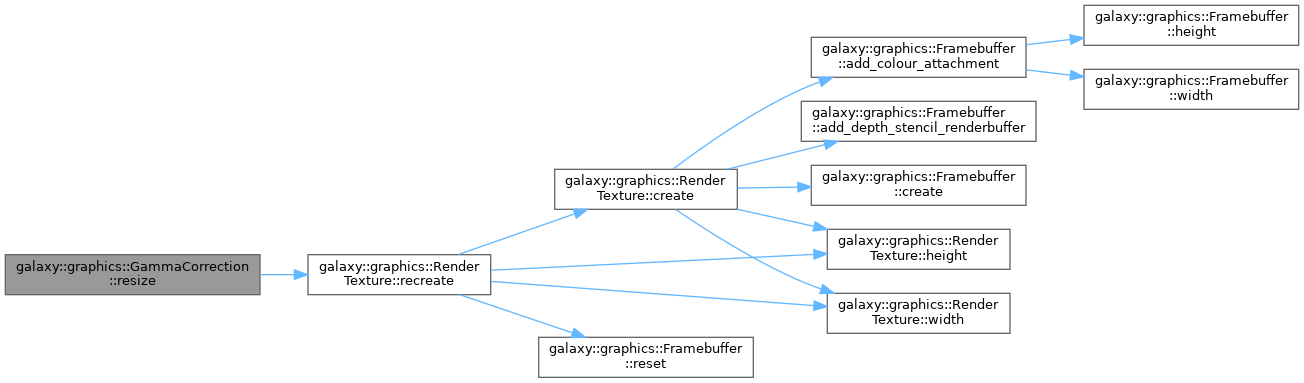 galaxy::graphics::GammaCorrection
::resize
galaxy::graphics::Render
Texture::recreate
galaxy::graphics::Render
Texture::create
galaxy::graphics::Framebuffer
::reset
galaxy::graphics::Framebuffer
::add_colour_attachment
galaxy::graphics::Framebuffer
::add_depth_stencil_renderbuffer
galaxy::graphics::Framebuffer
::create
galaxy::graphics::Render
Texture::height
galaxy::graphics::Render
Texture::width
galaxy::graphics::Framebuffer
::height
galaxy::graphics::Framebuffer
::width